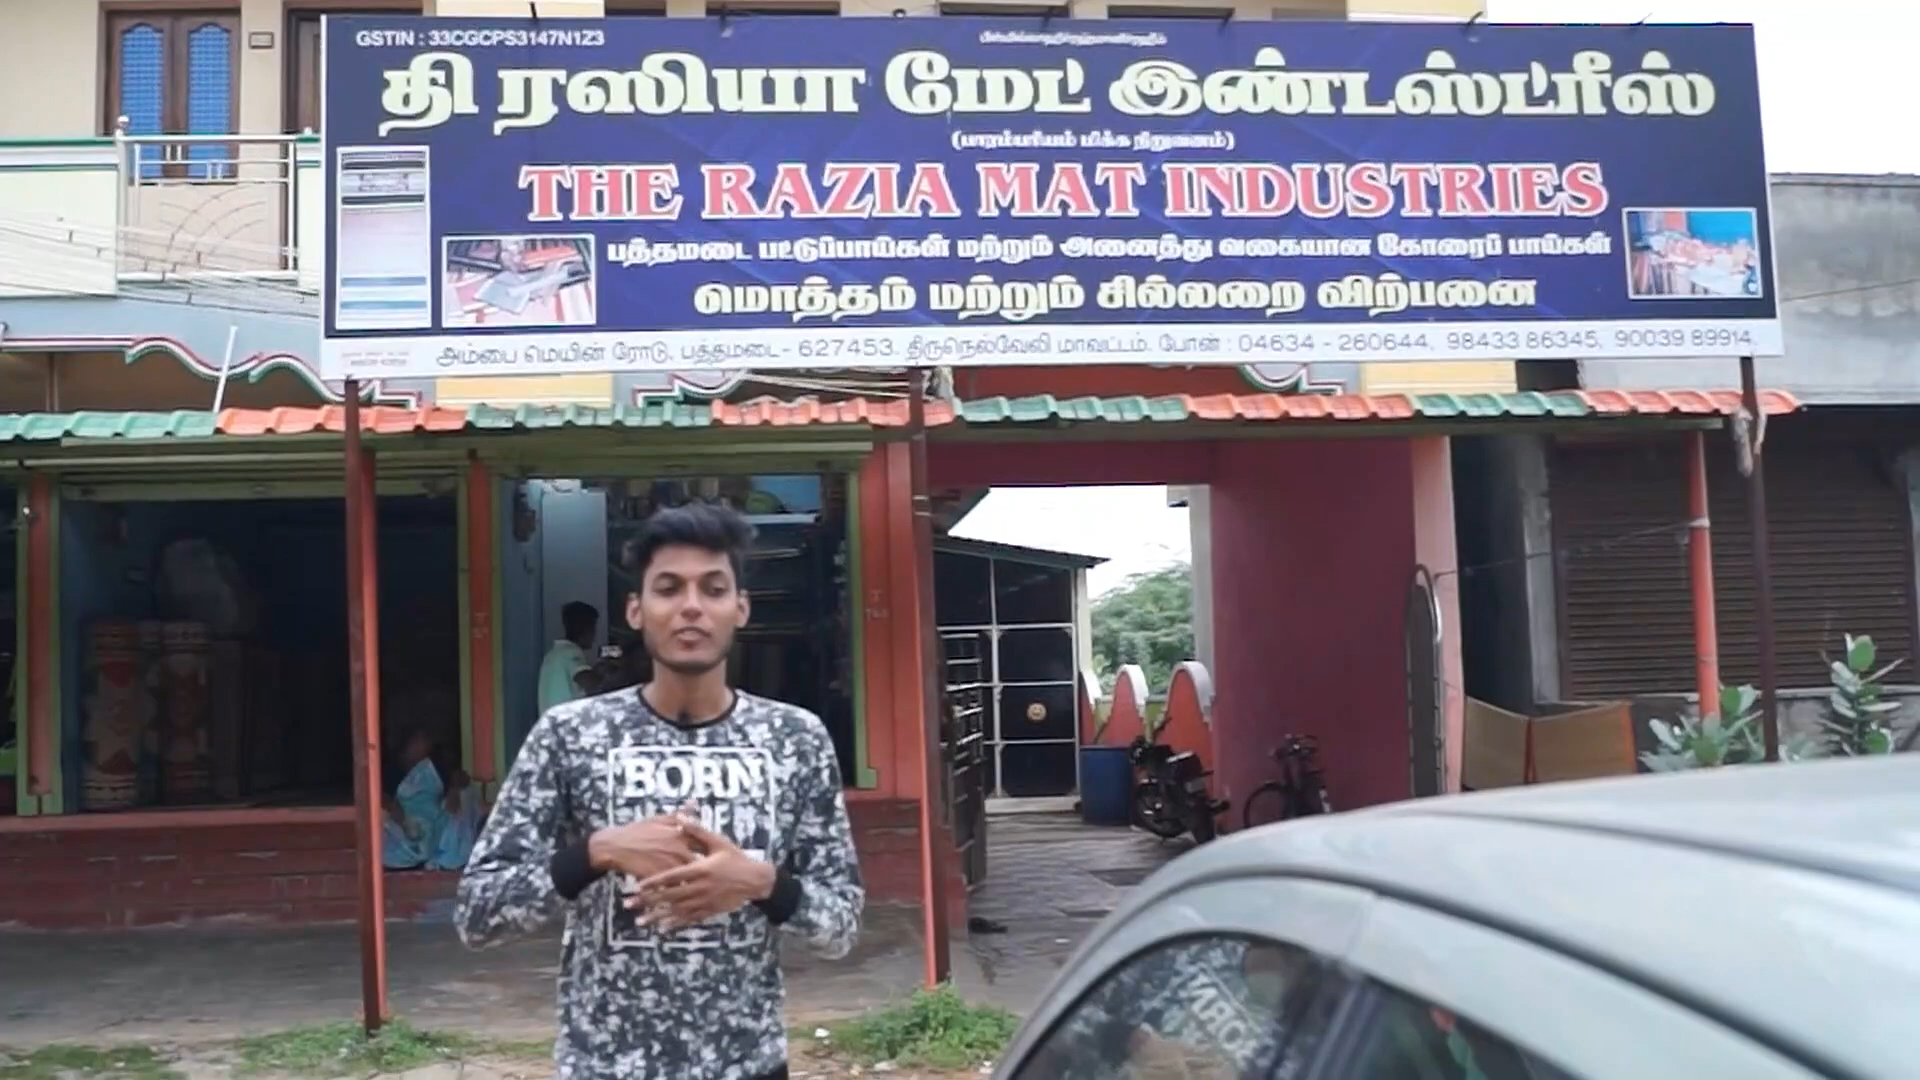 GSTIN : 33CGCPS3147N1Z3
தி ரஸியா மேட் இண்டஸ்ட்ரீஸ்
(பாரம்பரியம் மிக்க நிறுவனம்)
THE RAZIA MAT INDUSTRIES
பத்தமடை பட்டுப்பாய்கள் மற்றும் அனைத்து வகையான கோரைப் பாய்கள்
மொத்தம் மற்றும் சில்லறை விற்பனை
அம்பை மெயின் ரோடு, பத்தமடை- 627453. திருநெல்வேலி மாவட்டம். போன் : 04634 - 260644, 98433 86345, 90039 89914.
BORN